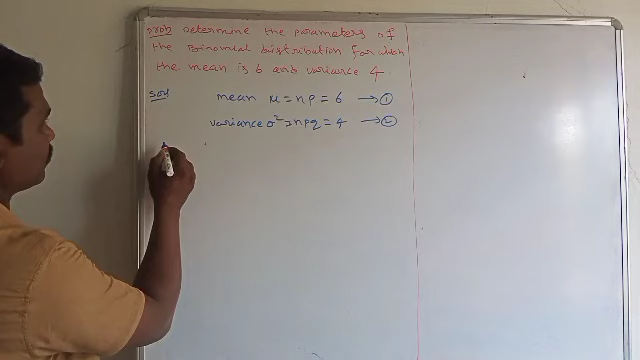 Prob Determine the parameters of
the Binomial Distribution for which
the mean is 6 and variance 4.
Sol mean μ = np = 6 → ①
variance σ² = npq = 4 → ②